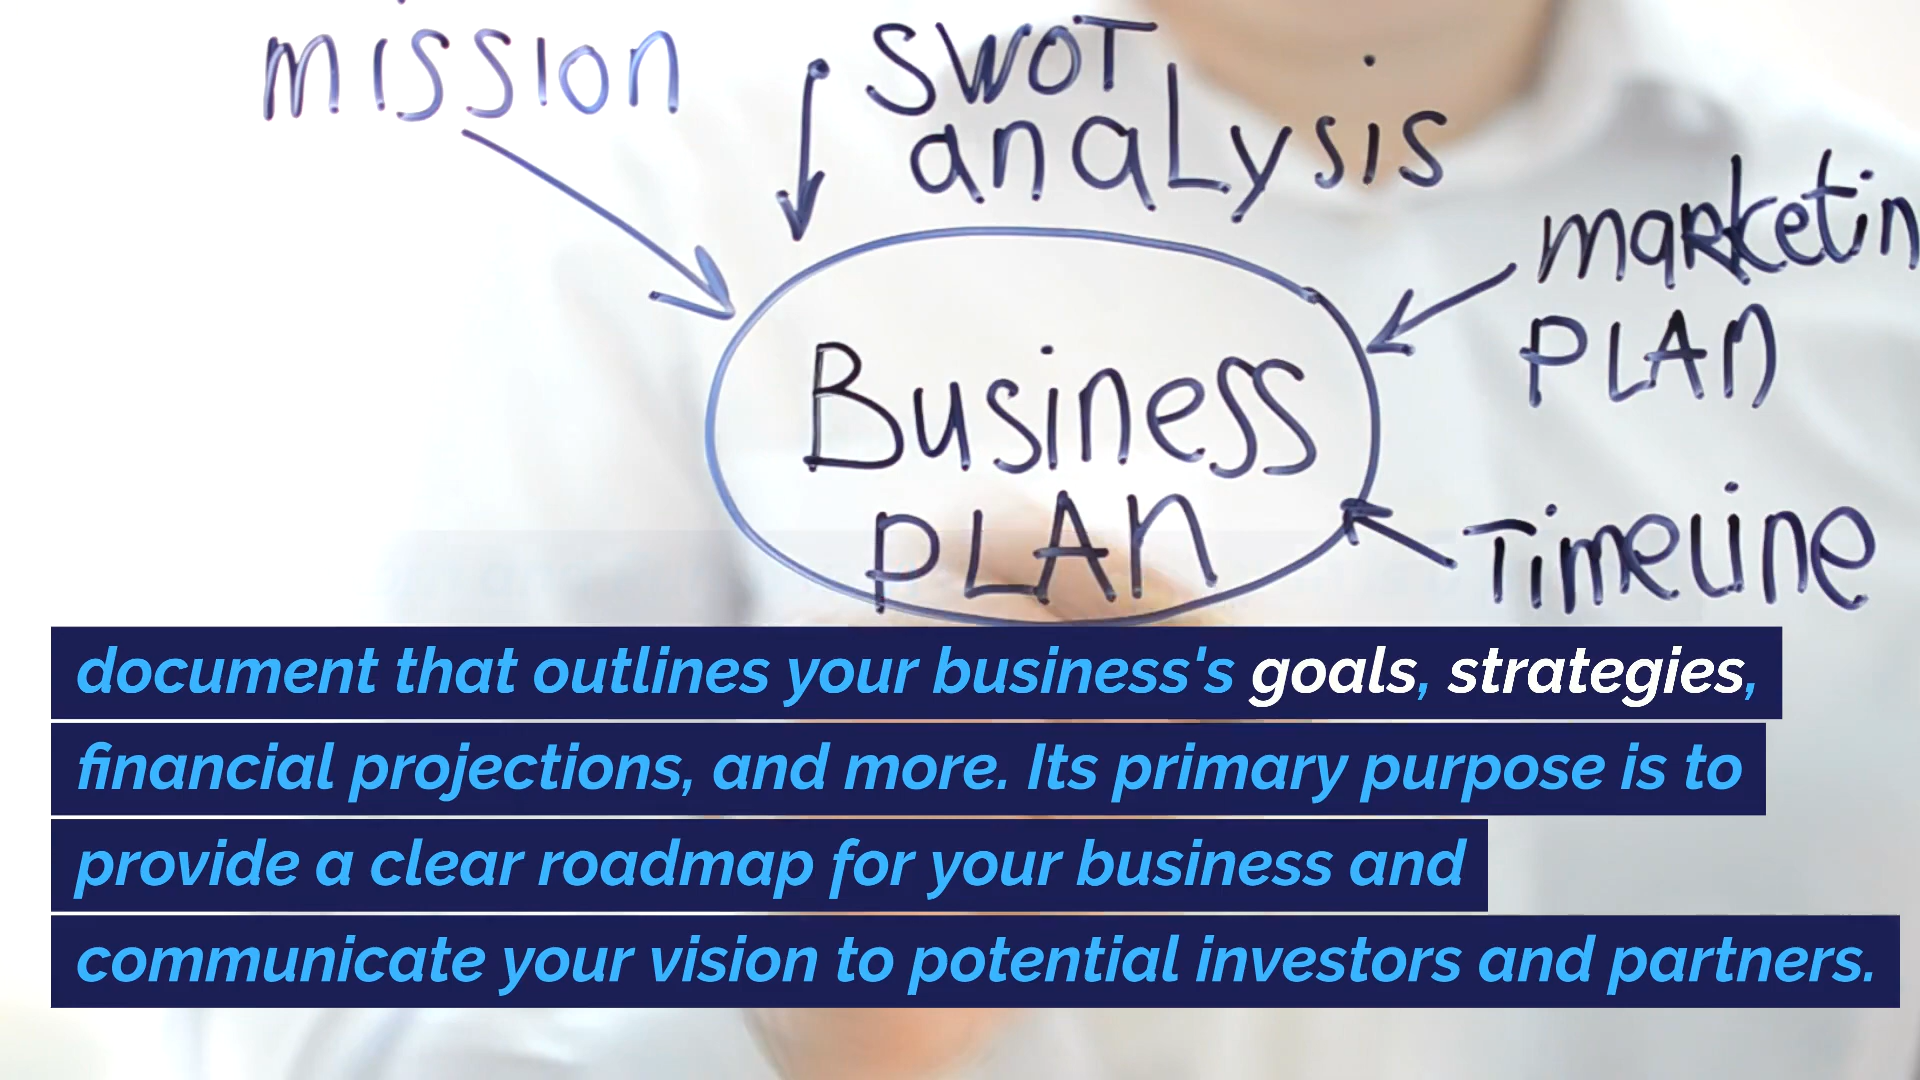 mission
SWOT
anaLysis
marketin
PLAn
Business
PLAn
Timeline
document that outlines your business's goals, strategies,
financial projections, and more. Its primary purpose is to
provide a clear roadmap for your business and
communicate your vision to potential investors and partners.